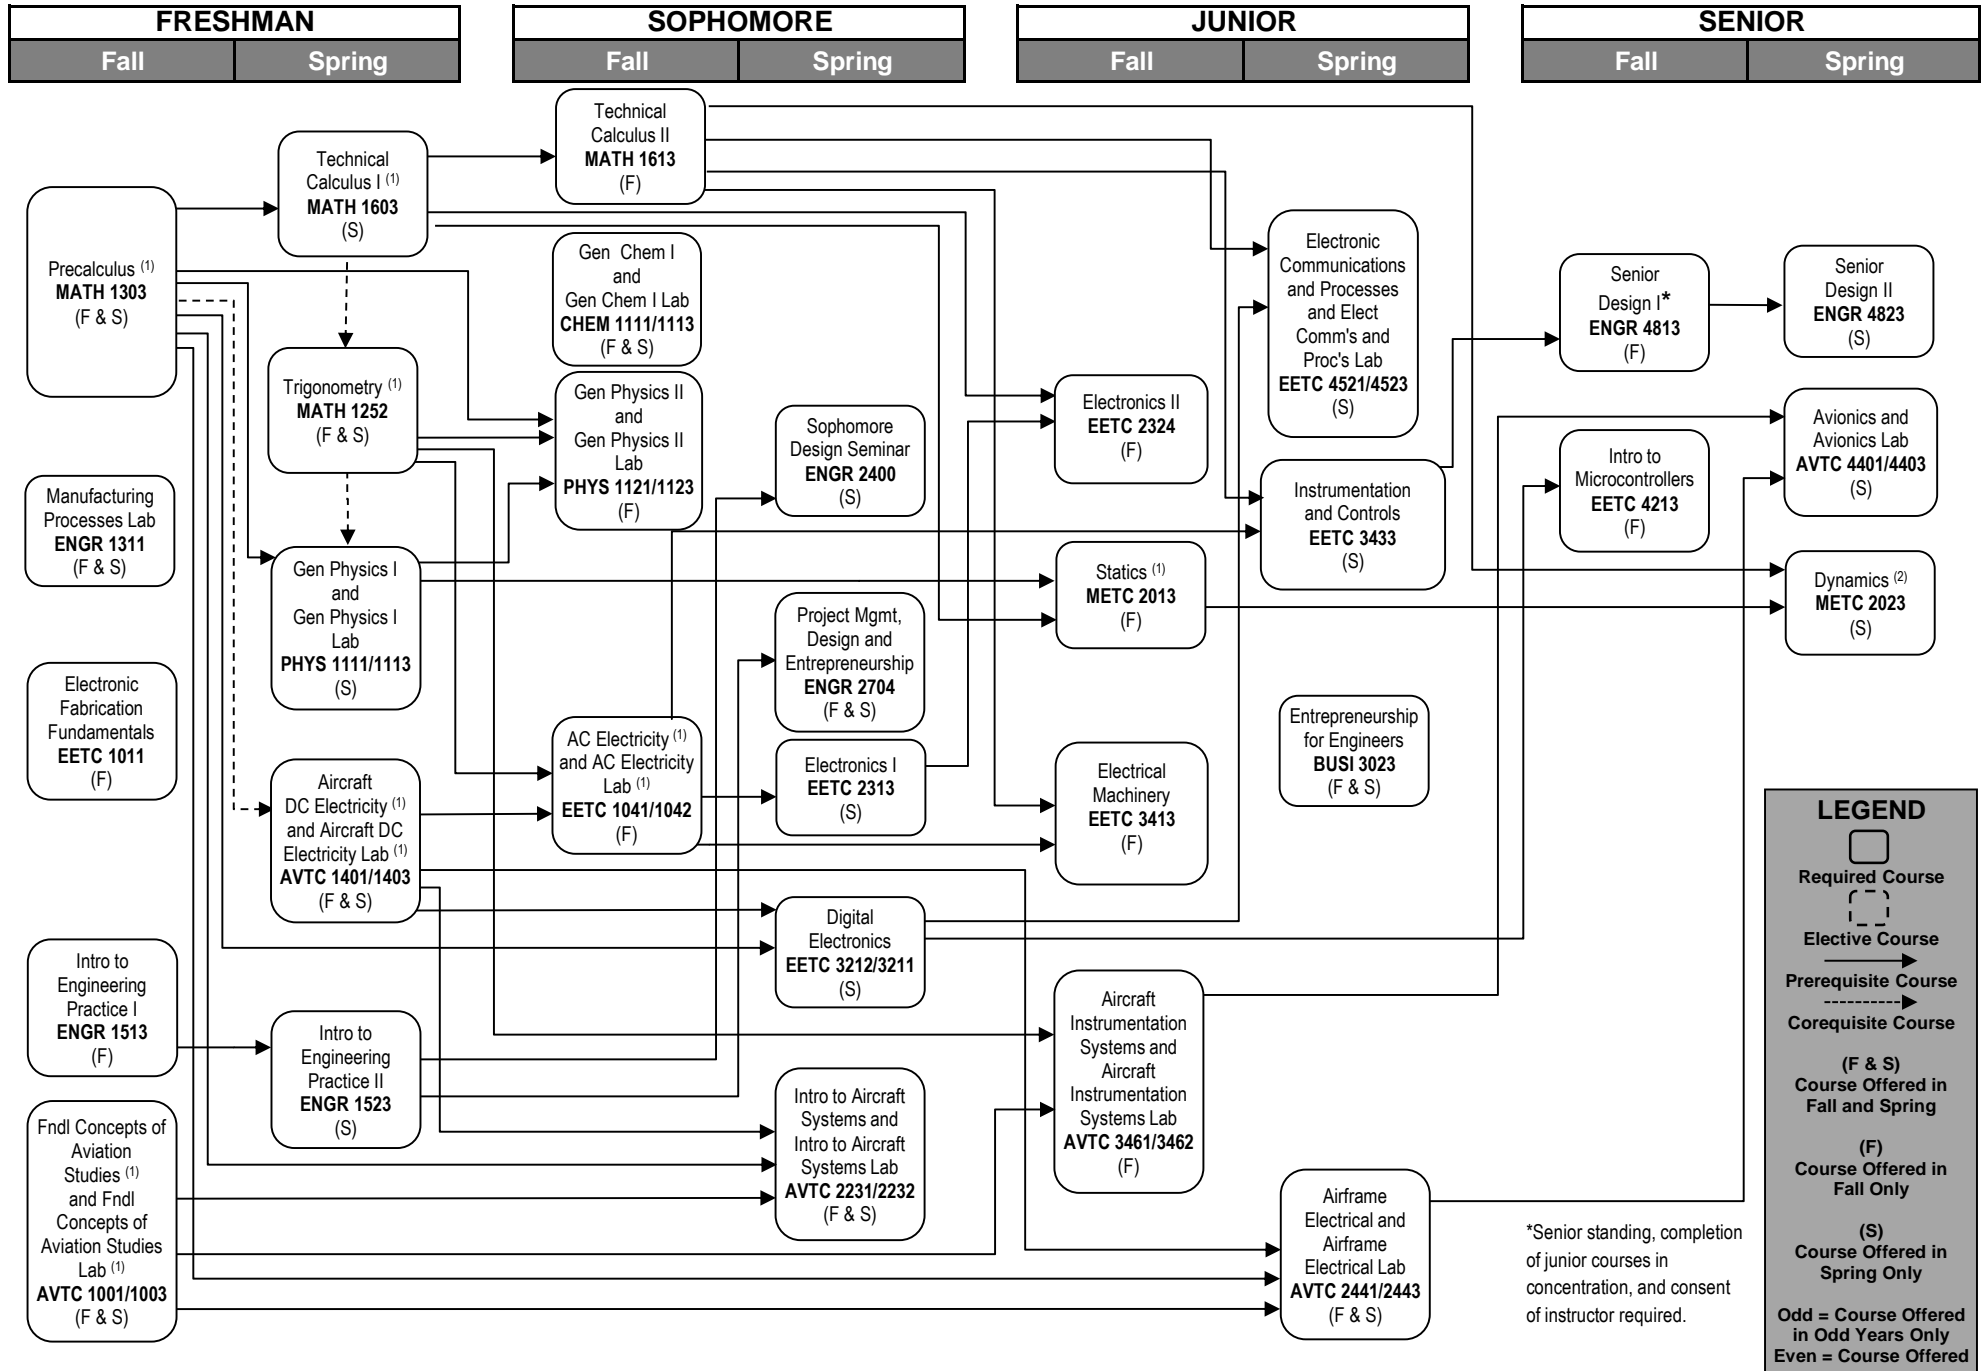 FRESHMAN
SOPHOMORE
JUNIOR
SENIOR
Fall
Spring
Fall
Spring
Fall
Spring
Fall
Spring
Precalculus (1)
MATH 1303
(F & S)
Manufacturing
Processes Lab
ENGR 1311
(F & S)
Electronic
Fabrication
Fundamentals
EETC 1011
(F)
Intro to
Engineering
Practice I
ENGR 1513
(F)
Fndl Concepts of
Aviation
Studies (1)
and Fndl
Concepts of
Aviation Studies
Lab (1)
AVTC 1001/1003
(F & S)
Technical
Calculus I (1)
MATH 1603
(S)
Trigonometry (1)
MATH 1252
(F & S)
Gen Physics I
and
Gen Physics I
Lab
PHYS 1111/1113
(S)
Aircraft
DC Electricity (1)
and Aircraft DC
Electricity Lab (1)
AVTC 1401/1403
(F & S)
Intro to
Engineering
Practice II
ENGR 1523
(S)
Technical
Calculus II
MATH 1613
(F)
Gen Chem I
and
Gen Chem I Lab
CHEM 1111/1113
(F & S)
Gen Physics II
and
Gen Physics II
Lab
PHYS 1121/1123
(F)
AC Electricity (1)
and AC Electricity
Lab (1)
EETC 1041/1042
(F)
Sophomore
Design Seminar
ENGR 2400
(S)
Project Mgmt,
Design and
Entrepreneurship
ENGR 2704
(F & S)
Electronics I
EETC 2313
(S)
Digital
Electronics
EETC 3212/3211
(S)
Intro to Aircraft
Systems and
Intro to Aircraft
Systems Lab
AVTC 2231/2232
(F & S)
Electronics II
EETC 2324
(F)
Statics (1)
METC 2013
(F)
Electrical
Machinery
EETC 3413
(F)
Aircraft
Instrumentation
Systems and
Aircraft
Instrumentation
Systems Lab
AVTC 3461/3462
(F)
Electronic
Communications
and Processes
and Elect
Comm's and
Proc's Lab
EETC 4521/4523
(S)
Instrumentation
and Controls
EETC 3433
(S)
Entrepreneurship
for Engineers
BUSI 3023
(F & S)
Airframe
Electrical and
Airframe
Electrical Lab
AVTC 2441/2443
(F & S)
Senior
Design I*
ENGR 4813
(F)
Intro to
Microcontrollers
EETC 4213
(F)
Senior
Design II
ENGR 4823
(S)
Avionics and
Avionics Lab
AVTC 4401/4403
(S)
Dynamics (2)
METC 2023
(S)
*Senior standing, completion
of junior courses in
concentration, and consent
of instructor required.
LEGEND
Required Course
Elective Course
Prerequisite Course
Corequisite Course
(F & S)
Course Offered in
Fall and Spring
(F)
Course Offered in
Fall Only
(S)
Course Offered in
Spring Only
Odd = Course Offered
in Odd Years Only
Even = Course Offered